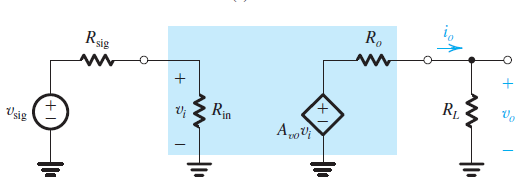 R_sig R_o i_o
+ + +
v_sig + − v_i R_in A_vo v_i + − R_L v_o
− −